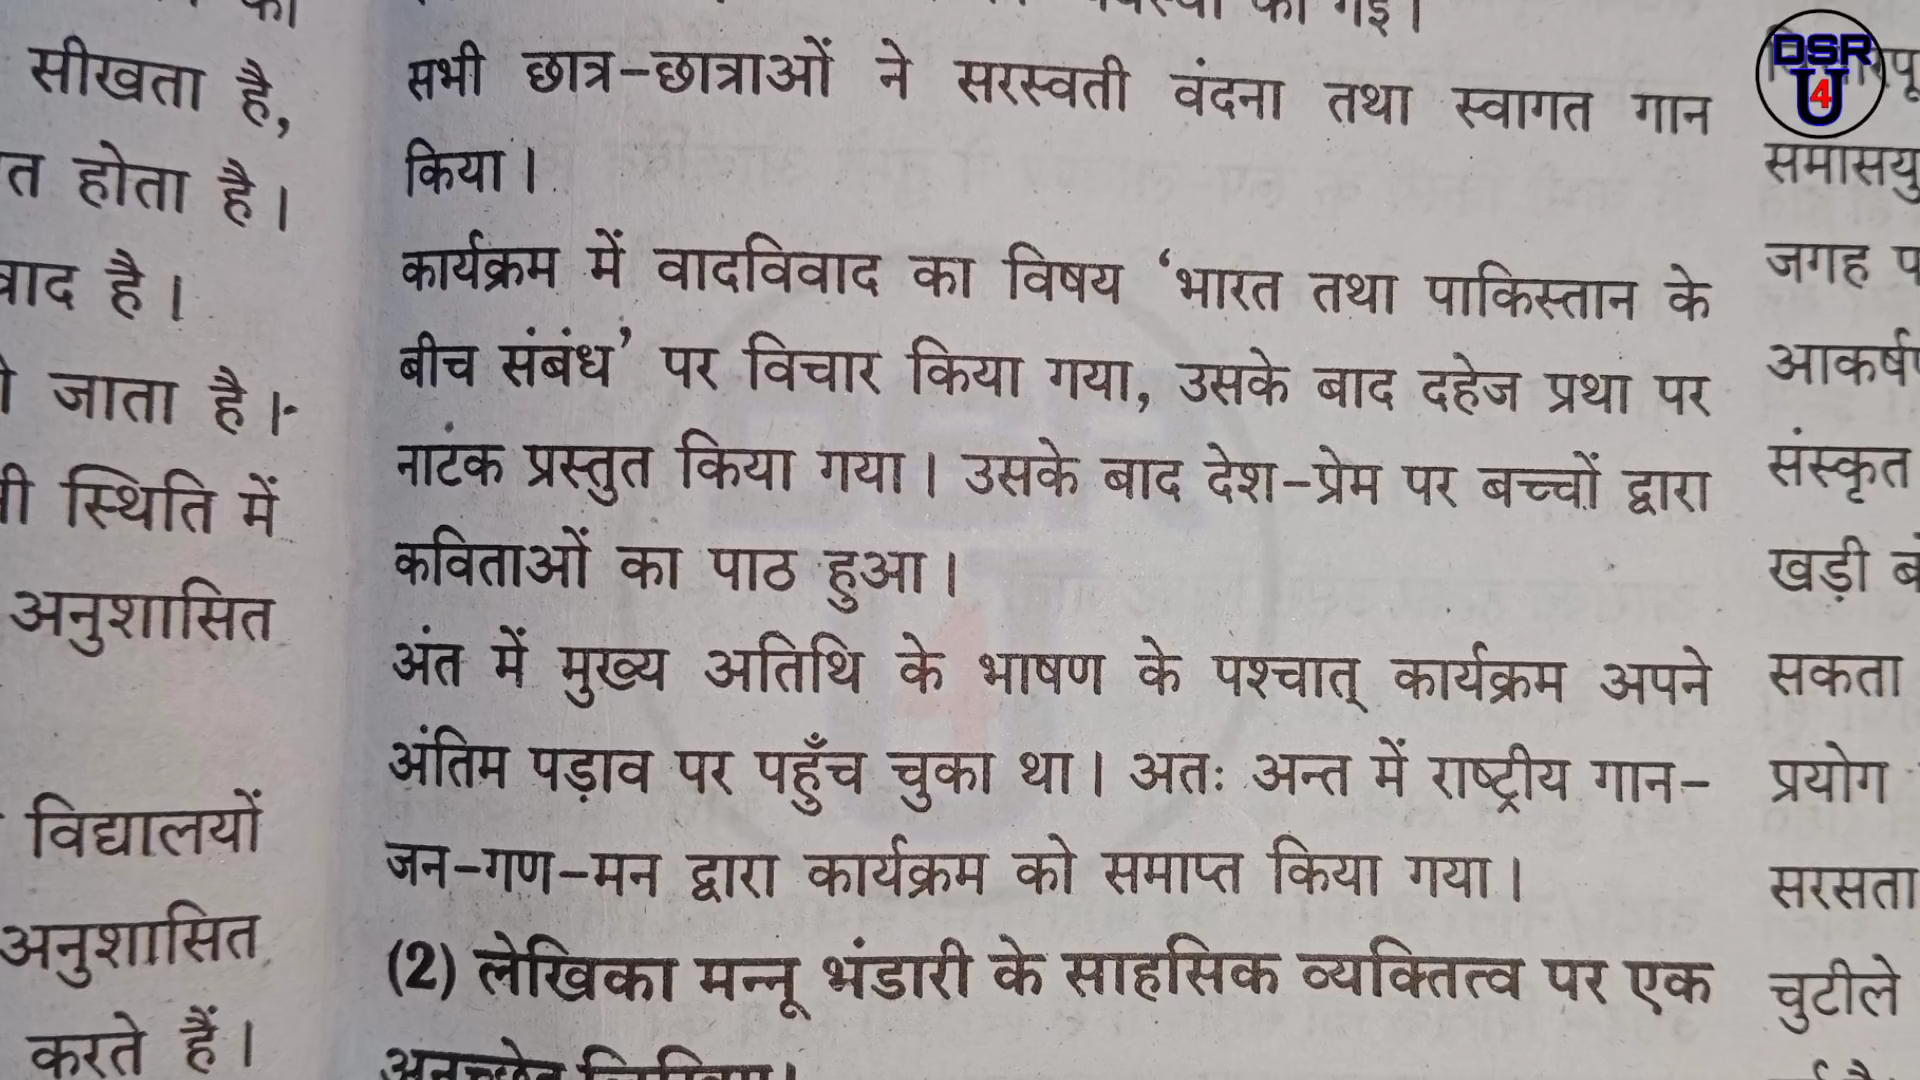 सीखता है,
त होता है।
वाद है।
जाता है।
स्थिति में
अनुशासित
विद्यालयों
अनुशासित
करते हैं।
की गई।
सभी छात्र-छात्राओं ने सरस्वती वंदना तथा स्वागत गान
किया।
कार्यक्रम में वादविवाद का विषय ‘भारत तथा पाकिस्तान के
बीच संबंध’ पर विचार किया गया, उसके बाद दहेज प्रथा पर
नाटक प्रस्तुत किया गया। उसके बाद देश-प्रेम पर बच्चों द्वारा
कविताओं का पाठ हुआ।
अंत में मुख्य अतिथि के भाषण के पश्चात् कार्यक्रम अपने
अंतिम पड़ाव पर पहुँच चुका था। अतः अन्त में राष्ट्रीय गान-
जन-गण-मन द्वारा कार्यक्रम को समाप्त किया गया।
(2) लेखिका मन्नू भंडारी के साहसिक व्यक्तित्व पर एक
अनुच्छेद लिखिए।
DSR
U
4
समासयु
जगह प
आकर्ष
संस्कृत
खड़ी
सकता
प्रयोग
सरसता
चुटीले